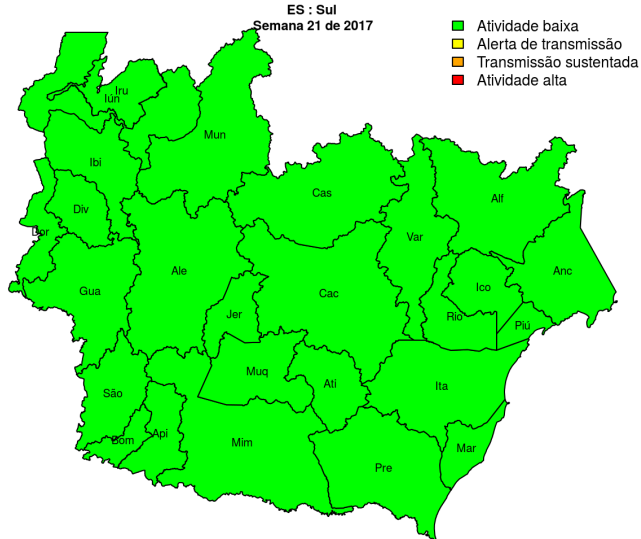 ES : Sul
Semana 21 de 2017
Atividade baixa
Alerta de transmissão
Transmissão sustentada
Atividade alta
Iru
Iún
Mun
Ibi
Cas
Alf
Div
Dor
Var
Ale
Anc
Gua
Cac
Ico
Jer
Rio
Piú
Muq
Ati
Ita
São
Bom
Api
Mim
Mar
Pre